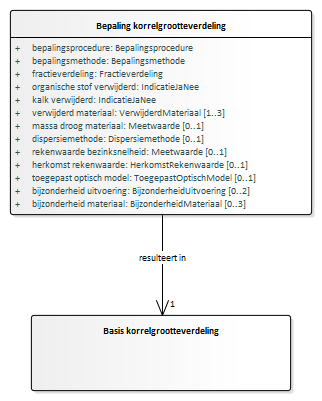 Bepaling korrelgrootteverdeling
+ bepalingsprocedure: Bepalingsprocedure
+ bepalingsmethode: Bepalingsmethode
+ fractieverdeling: Fractieverdeling
+ organische stof verwijderd: IndicatieJaNee
+ kalk verwijderd: IndicatieJaNee
+ verwijderd materiaal: VerwijderdMateriaal [1..3]
+ massa droog materiaal: Meetwaarde [0..1]
+ dispersiemethode: Dispersiemethode [0..1]
+ rekenwaarde bezinksnelheid: Meetwaarde [0..1]
+ herkomst rekenwaarde: HerkomstRekenwaarde [0..1]
+ toegepast optisch model: ToegepastOptischModel [0..1]
+ bijzonderheid uitvoering: BijzonderheidUitvoering [0..2]
+ bijzonderheid materiaal: BijzonderheidMateriaal [0..3]
resulteert in
1
Basis korrelgrootteverdeling